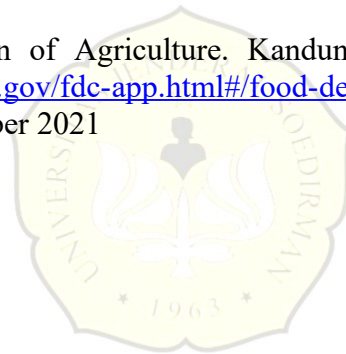 n of Agriculture. Kandun
.gov/fdc-app.html#/food-de
ber 2021
UNIVERSITAS JENDERAL SOEDIRMAN
* 1963 *